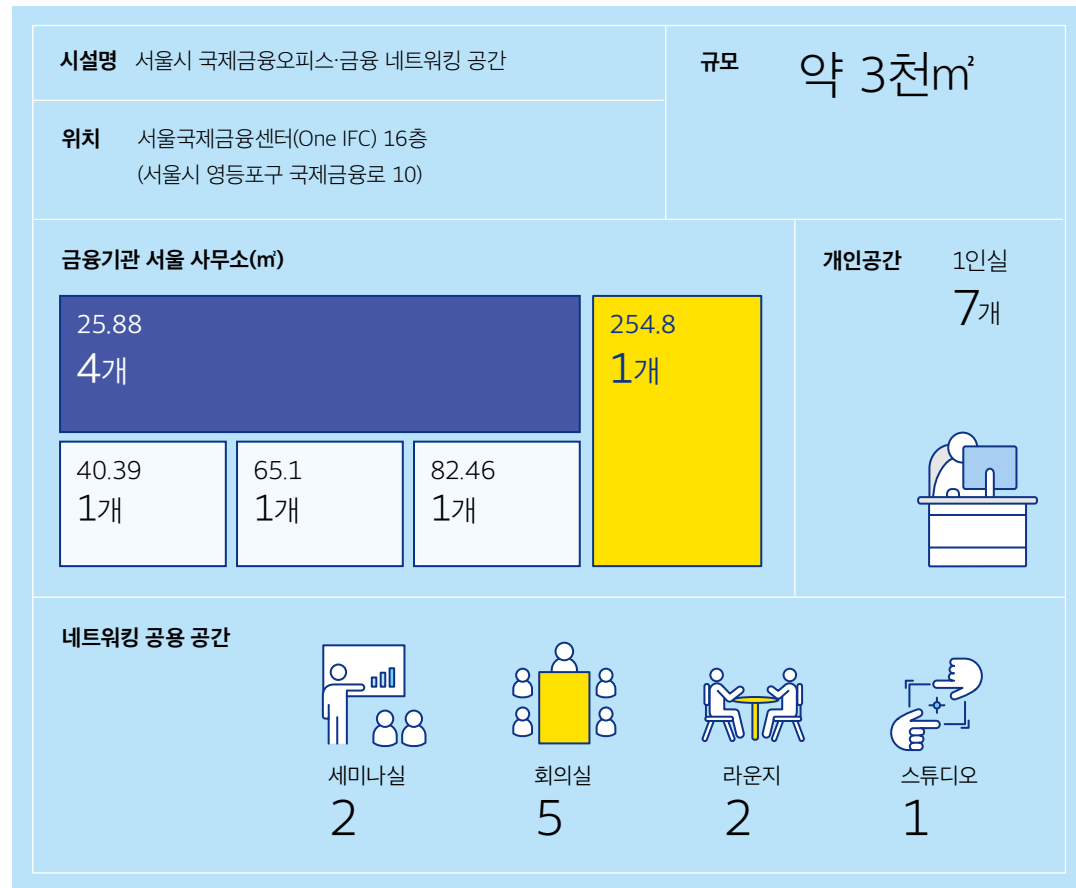 시설명 서울시 국제금융오피스·금융 네트워킹 공간
규모 약 3천㎡
위치 서울국제금융센터(One IFC) 16층
(서울시 영등포구 국제금융로 10)
금융기관 서울 사무소(㎡)
25.88
4개
254.8
1개
40.39
1개
65.1
1개
82.46
1개
개인공간 1인실
7개
네트워킹 공용 공간
세미나실
2
회의실
5
라운지
2
스튜디오
1